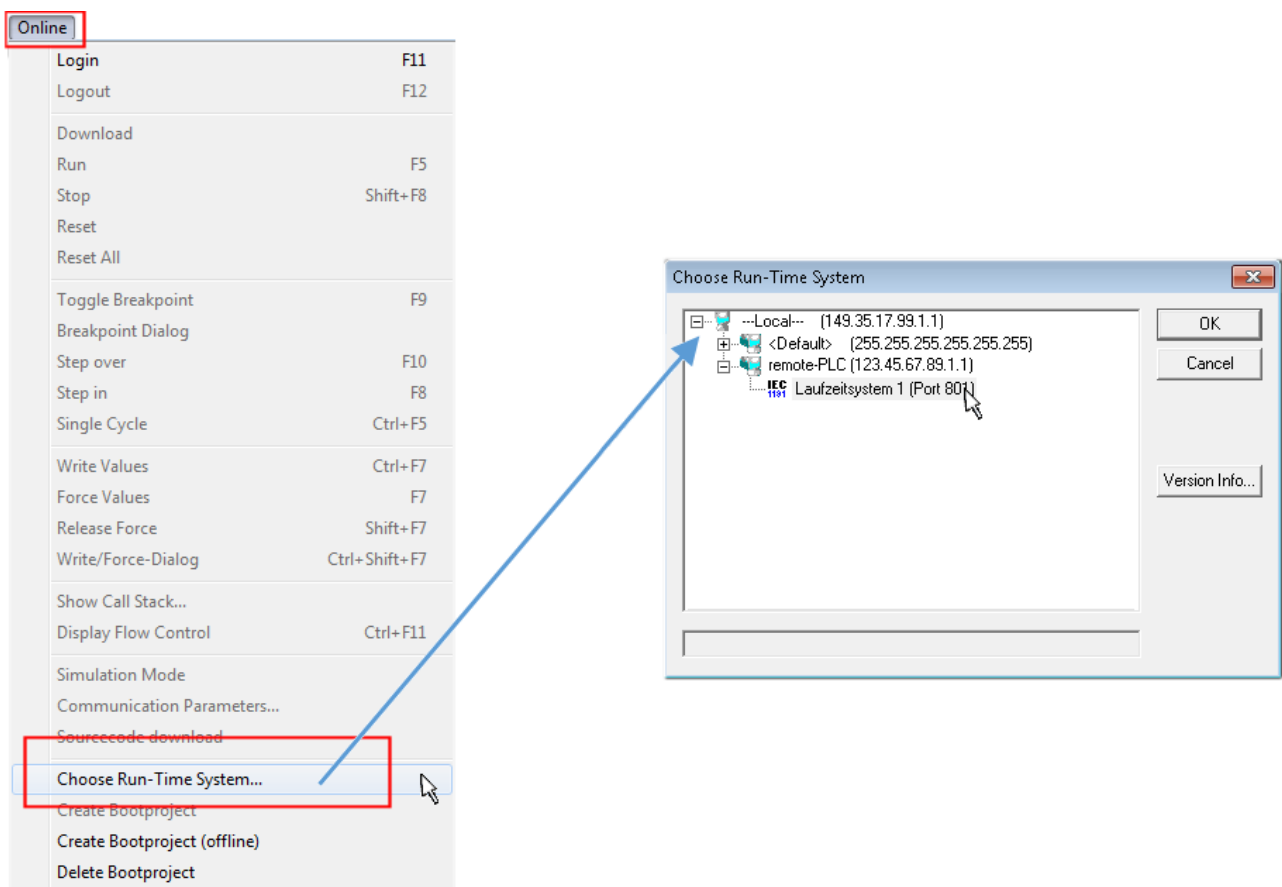 Online
Login F11
Logout F12
Download
Run F5
Stop Shift+F8
Reset
Reset All
Toggle Breakpoint F9
Breakpoint Dialog
Step over F10
Step in F8
Single Cycle Ctrl+F5
Write Values Ctrl+F7
Force Values F7
Release Force Shift+F7
Write/Force-Dialog Ctrl+Shift+F7
Show Call Stack...
Display Flow Control Ctrl+F11
Simulation Mode
Communication Parameters...
Sourcecode download
Choose Run-Time System...
Create Bootproject
Create Bootproject (offline)
Delete Bootproject
Choose Run-Time System
---Local--- (149.35.17.99.1.1)
<Default> (255.255.255.255.255.255)
remote-PLC (123.45.67.89.1.1)
IEC 1131 Laufzeitsystem 1 (Port 801)
OK
Cancel
Version Info...